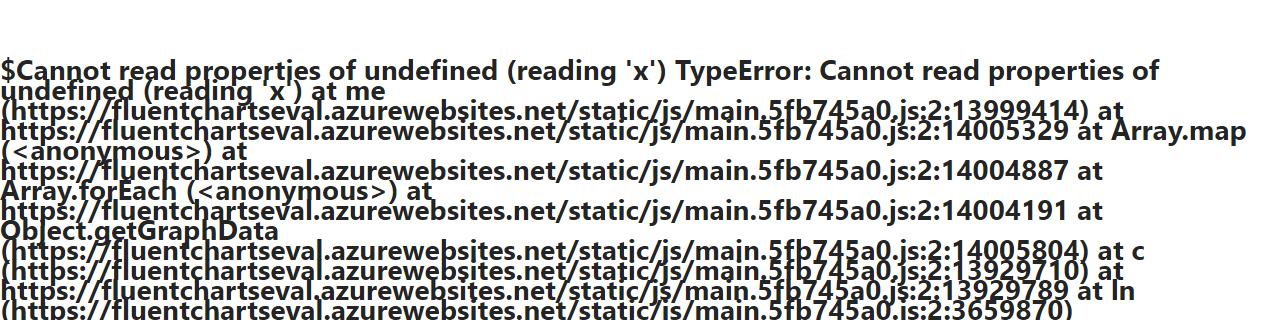 $Cannot read properties of undefined (reading 'x') TypeError: Cannot read properties of
undefined (reading 'x') at me
(https://fluentchartseval.azurewebsites.net/static/js/main.5fb745a0.js:2:13999414) at
https://fluentchartseval.azurewebsites.net/static/js/main.5fb745a0.js:2:14005329 at Array.map
(<anonymous>) at
https://fluentchartseval.azurewebsites.net/static/js/main.5fb745a0.js:2:14004887 at
Array.forEach (<anonymous>) at
https://fluentchartseval.azurewebsites.net/static/js/main.5fb745a0.js:2:14004191 at
Object.getGraphData
(https://fluentchartseval.azurewebsites.net/static/js/main.5fb745a0.js:2:14005804) at c
(https://fluentchartseval.azurewebsites.net/static/js/main.5fb745a0.js:2:13929710) at
https://fluentchartseval.azurewebsites.net/static/js/main.5fb745a0.js:2:13929789 at ln
(https://fluentchartseval.azurewebsites.net/static/js/main.5fb745a0.js:2:3659870)